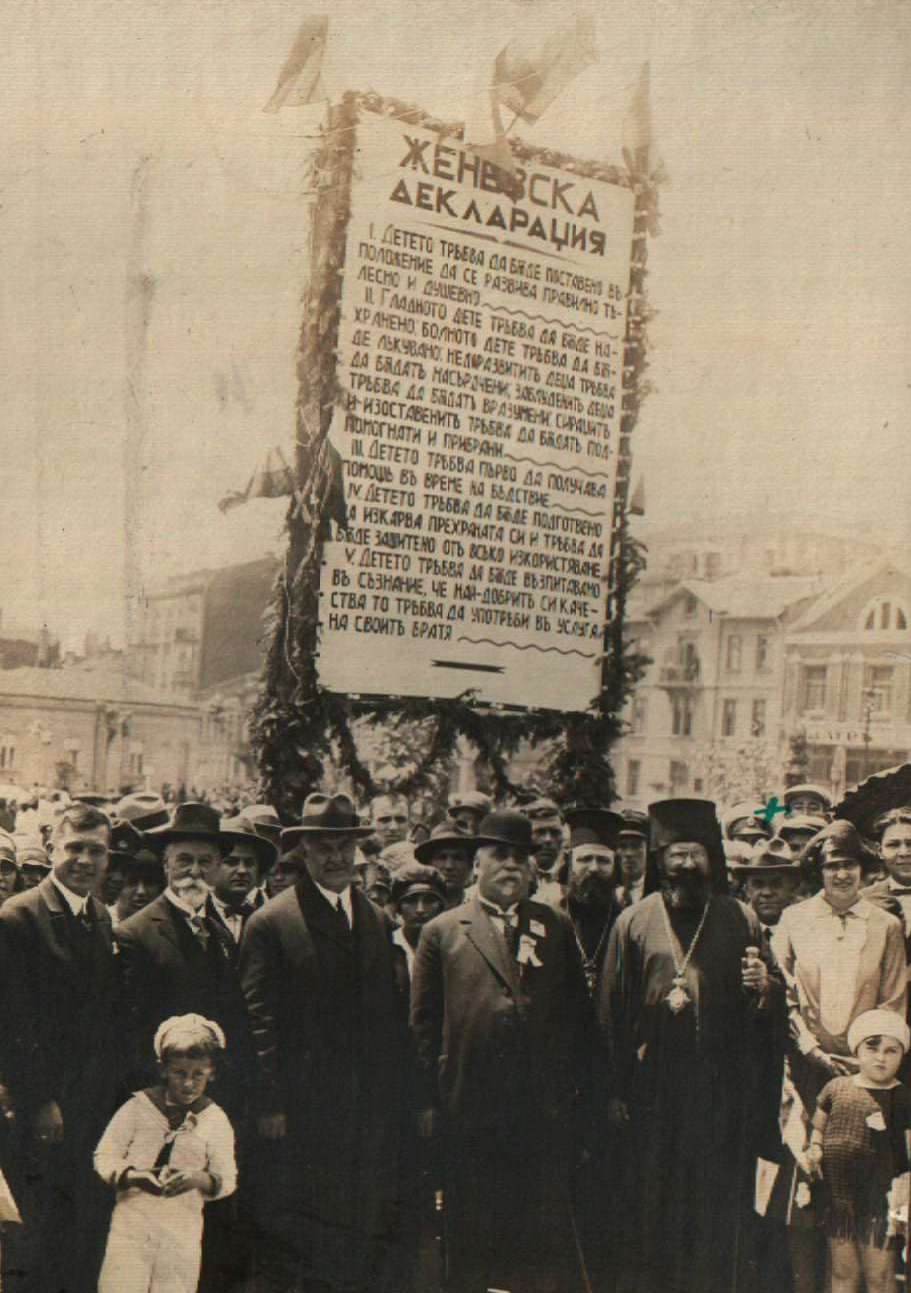 ЖЕНЕВСКА
ДЕКЛАРАЦИЯ
I. ДЕТЕТО ТРѢБВА ДА БѪДЕ ПОСТАВЕНО ВЪ
ПОЛОЖЕНИЕ ДА СЕ РАЗВИВА ПРАВИЛНО ТѢ-
ЛЕСНО И ДУШЕВНО
II. ГЛАДНОТО ДЕТЕ ТРѢБВА ДА БѪДЕ НА-
ХРАНЕНО; БОЛНОТО ДЕТЕ ТРѢБВА ДА БѪ-
ДЕ ЛѢКУВАНО; НЕДОРАЗВИТИТѢ ДЕЦА ТРѢБВА
ДА БѪДАТЪ НАСЪРЧЕНИ; ЗАБЛУДЕНИТѢ ДЕЦА
ТРѢБВА ДА БѪДАТЪ ВРАЗУМЕНИ; СИРАЦИТѢ
И ИЗОСТАВЕНИТѢ ТРѢБВА ДА БѪДАТЪ ПОД-
ПОМОГНАТИ И ПРИБРАНИ
III. ДЕТЕТО ТРѢБВА ПЪРВО ДА ПОЛУЧАВА
ПОМОЩЬ ВЪ ВРЕМЕ НА БѢДСТВИЕ
IV. ДЕТЕТО ТРѢБВА ДА БѪДЕ ПОДГОТВЕНО
ДА ИЗКАРВА ПРЕХРАНАТА СИ И ТРѢБВА ДА
БѪДЕ ЗАЩИТЕНО ОТЪ ВСѢКО ИЗКОРИСТЯВАНЕ
V. ДЕТЕТО ТРѢБВА ДА БѪДЕ ВЪЗПИТАВАНО
ВЪ СЪЗНАНИЕ, ЧЕ НАЙ-ДОБРИТѢ СИ КАЧЕ-
СТВА ТО ТРѢБВА ДА УПОТРЕБИ ВЪ УСЛУГА
НА СВОИТѢ БРАТЯ